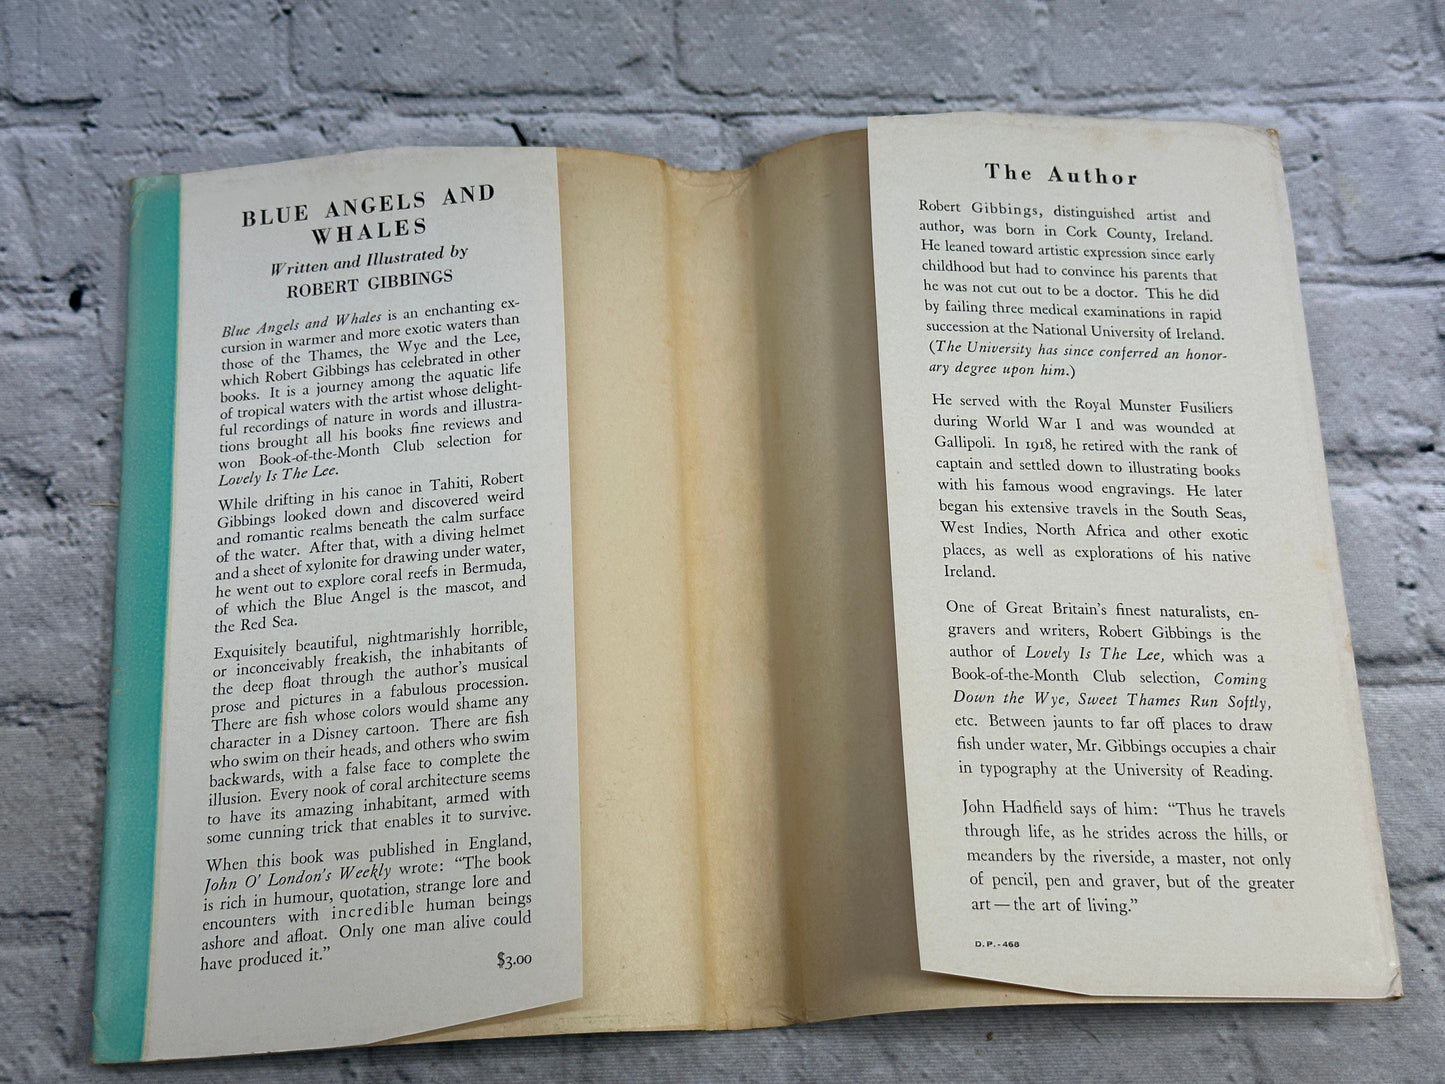 BLUE ANGELS AND
WHALES
Written and Illustrated by
ROBERT GIBBINGS
Blue Angels and Whales is an enchanting ex-
cursion in warmer and more exotic waters than
those of the Thames, the Wye and the Lee,
which Robert Gibbings has celebrated in other
books. It is a journey among the aquatic life
of tropical waters with the artist whose delight-
ful recordings of nature in words and illustra-
tions brought all his books fine reviews and
won Book-of-the-Month Club selection for
Lovely Is The Lee.
While drifting in his canoe in Tahiti, Robert
Gibbings looked down and discovered weird
and romantic realms beneath the calm surface
of the water. After that, with a diving helmet
and a sheet of xylonite for drawing under water,
he went out to explore coral reefs in Bermuda,
of which the Blue Angel is the mascot, and
the Red Sea.
Exquisitely beautiful, nightmarishly horrible,
or inconceivably freakish, the inhabitants of
the deep float through the author's musical
prose and pictures in a fabulous procession.
There are fish whose colors would shame any
character in a Disney cartoon. There are fish
who swim on their heads, and others who swim
backwards, with a false face to complete the
illusion. Every nook of coral architecture seems
to have its amazing inhabitant, armed with
some cunning trick that enables it to survive.
When this book was published in England,
John O' London's Weekly wrote: "The book
is rich in humour, quotation, strange lore and
encounters with incredible human beings
ashore and afloat. Only one man alive could
have produced it."
$3.00
The Author
Robert Gibbings, distinguished artist and
author, was born in Cork County, Ireland.
He leaned toward artistic expression since early
childhood but had to convince his parents that
he was not cut out to be a doctor. This he did
by failing three medical examinations in rapid
succession at the National University of Ireland.
(The University has since conferred an honor-
ary degree upon him.)
He served with the Royal Munster Fusiliers
during World War I and was wounded at
Gallipoli. In 1918, he retired with the rank of
captain and settled down to illustrating books
with his famous wood engravings. He later
began his extensive travels in the South Seas,
West Indies, North Africa and other exotic
places, as well as explorations of his native
Ireland.
One of Great Britain's finest naturalists, en-
gravers and writers, Robert Gibbings is the
author of Lovely Is The Lee, which was a
Book-of-the-Month Club selection, Coming
Down the Wye, Sweet Thames Run Softly,
etc. Between jaunts to far off places to draw
fish under water, Mr. Gibbings occupies a chair
in typography at the University of Reading.
John Hadfield says of him: "Thus he travels
through life, as he strides across the hills, or
meanders by the riverside, a master, not only
of pencil, pen and graver, but of the greater
art — the art of living."
D. P. - 468